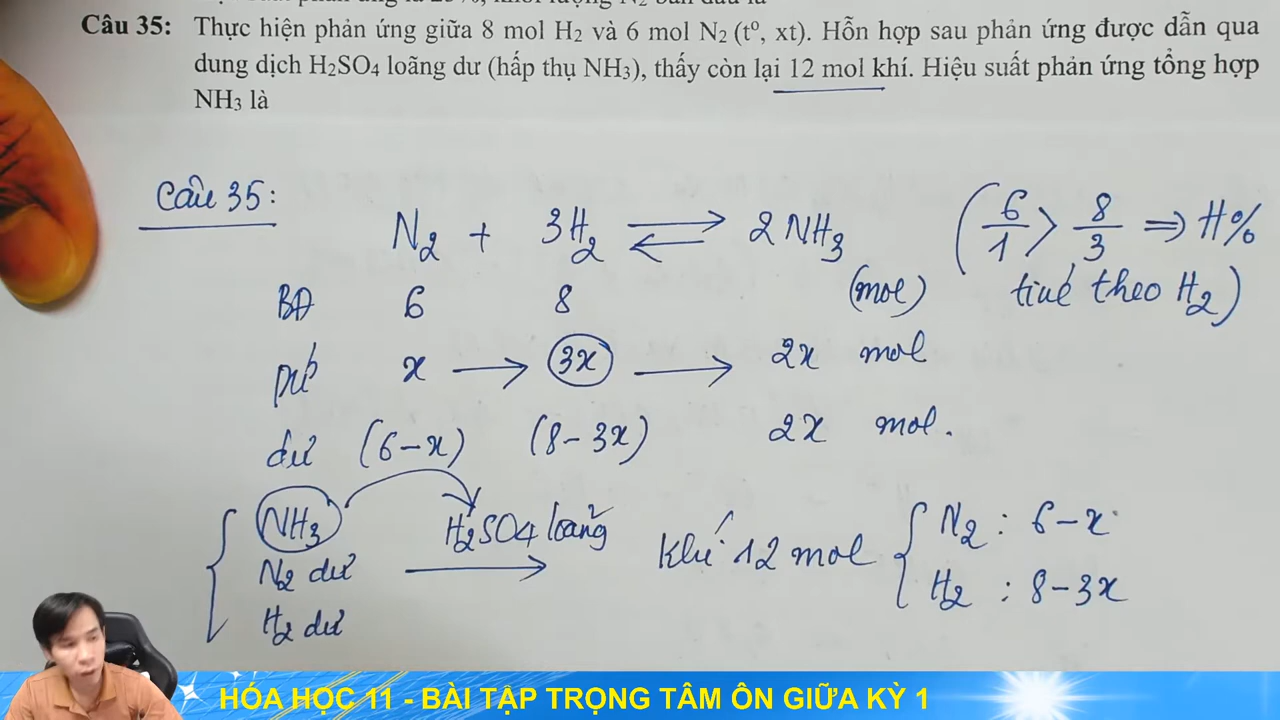 Câu 35: Thực hiện phản ứng giữa 8 mol H₂ và 6 mol N₂ (tº, xt). Hỗn hợp sau phản ứng được dẫn qua
dung dịch H₂SO₄ loãng dư (hấp thụ NH₃), thấy còn lại 12 mol khí. Hiệu suất phản ứng tổng hợp
NH₃ là
Câu 35:
N₂ + 3H₂ ⇌ 2NH₃ (6/1 > 8/3 ⇒ H%
BĐ 6 8 (mol) tính theo H₂)
pư x → 3x → 2x mol
dư (6-x) (8-3x) 2x mol.
{ NH₃
N₂ dư
H₂ dư
H₂SO₄ loãng
→
Khí 12 mol { N₂ : 6-x
H₂ : 8-3x
HÓA HỌC 11 - BÀI TẬP TRỌNG TÂM ÔN GIỮA KỲ 1